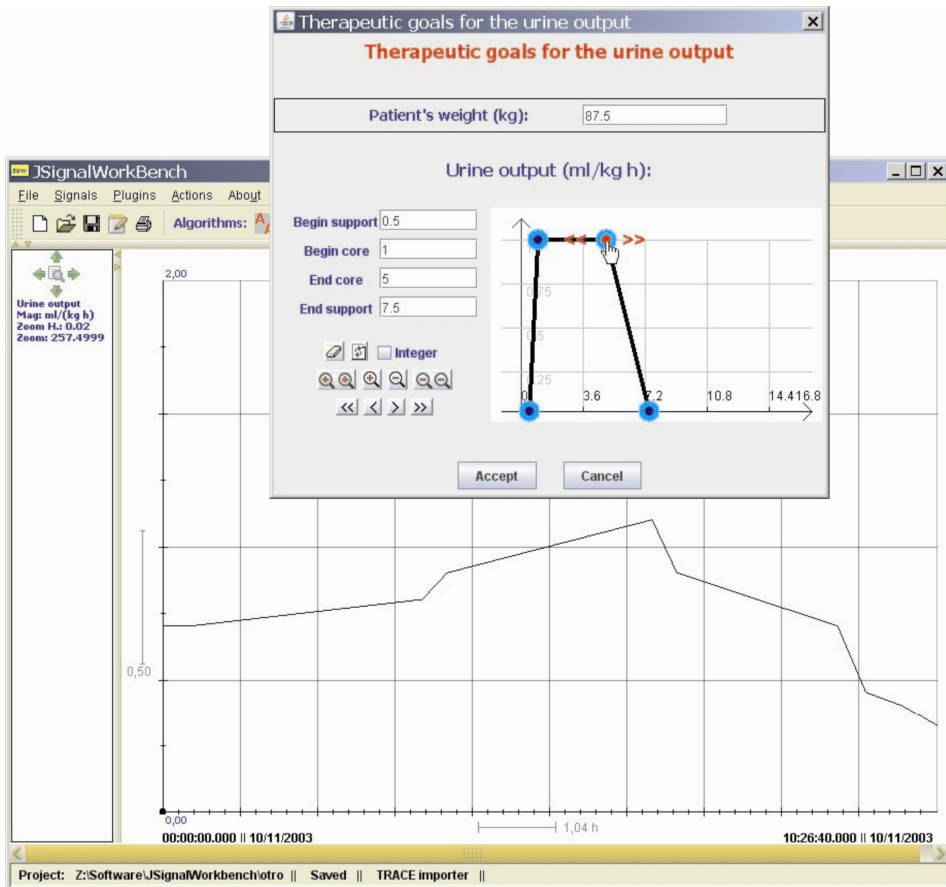 Therapeutic goals for the urine output
Therapeutic goals for the urine output
Patient's weight (kg): 87.5
Urine output (ml/kg h):
Begin support 0.5
Begin core 1
End core 5
End support 7.5
Integer
<< < > >>
<< >>
0.75
0.5
0.25
0 3.6 7.2 10.8 14.4 16.8
Accept Cancel
JSignalWorkBench
File Signals Plugins Actions About
Algorithms:
Urine output
Mag: ml/(kg h)
Zoom H.: 0.02
Zoom: 257.4999
2,00
0,50
0,00
00:00:00.000 || 10/11/2003
1,04 h
10:26:40.000 || 10/11/2003
Project: Z:\Software\JSignalWorkbench\otro || Saved || TRACE importer ||